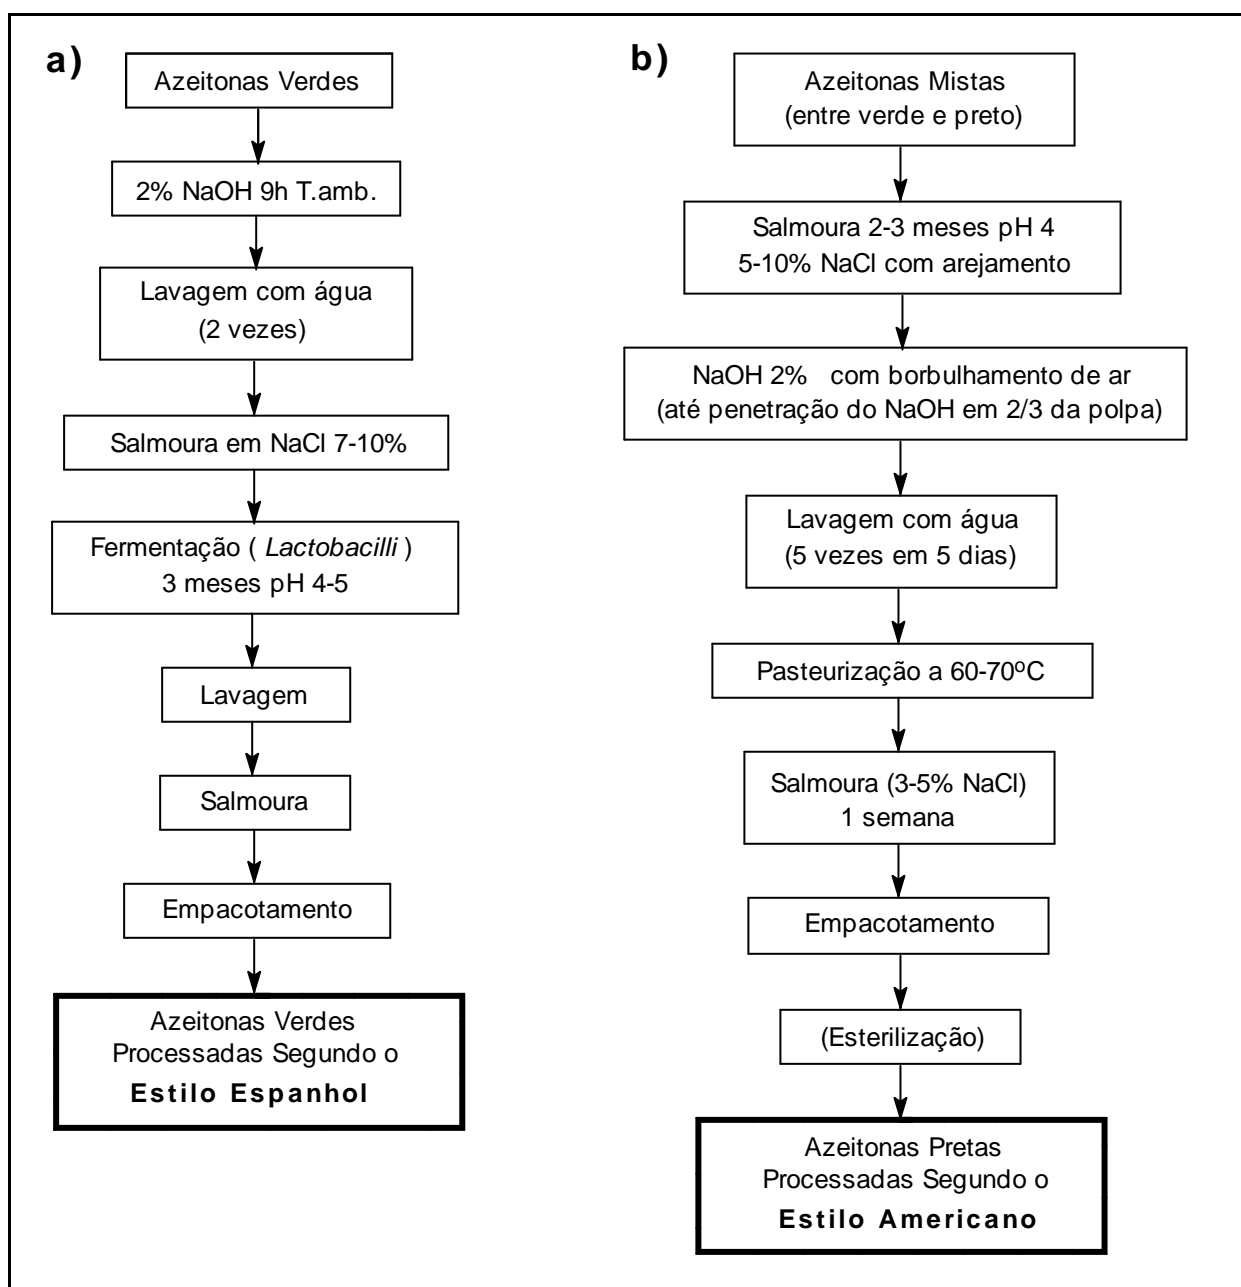 a)
Azeitonas Verdes
2% NaOH 9h T.amb.
Lavagem com água
(2 vezes)
Salmoura em NaCl 7-10%
Fermentação ( Lactobacilli )
3 meses pH 4-5
Lavagem
Salmoura
Empacotamento
Azeitonas Verdes
Processadas Segundo o
Estilo Espanhol
b)
Azeitonas Mistas
(entre verde e preto)
Salmoura 2-3 meses pH 4
5-10% NaCl com arejamento
NaOH 2% com borbulhamento de ar
(até penetração do NaOH em 2/3 da polpa)
Lavagem com água
(5 vezes em 5 dias)
Pasteurização a 60-70ºC
Salmoura (3-5% NaCl)
1 semana
Empacotamento
(Esterilização)
Azeitonas Pretas
Processadas Segundo o
Estilo Americano